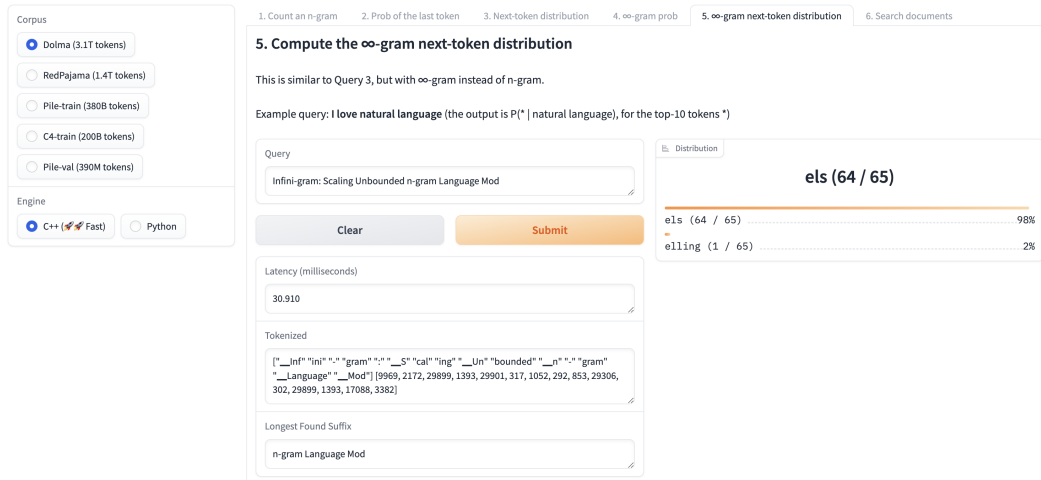 Corpus
Dolma (3.1T tokens)
RedPajama (1.4T tokens)
Pile-train (380B tokens)
C4-train (200B tokens)
Pile-val (390M tokens)
Engine
C++ (🚀🚀 Fast)
Python
1. Count an n-gram
2. Prob of the last token
3. Next-token distribution
4. ∞-gram prob
5. ∞-gram next-token distribution
6. Search documents
5. Compute the ∞-gram next-token distribution
This is similar to Query 3, but with ∞-gram instead of n-gram.
Example query: I love natural language (the output is P(* | natural language), for the top-10 tokens *)
Query
Infini-gram: Scaling Unbounded n-gram Language Mod
Clear
Submit
Latency (milliseconds)
30.910
Tokenized
["▁Inf" "ini" "-" "gram" ":" "▁S" "cal" "ing" "▁Un" "bounded" "▁n" "-" "gram"
"▁Language" "▁Mod"] [9969, 2172, 29899, 1393, 29901, 317, 1052, 292, 853, 29306,
302, 29899, 1393, 17088, 3382]
Longest Found Suffix
n-gram Language Mod
Distribution
els (64 / 65)
els (64 / 65) 98%
elling (1 / 65) 2%